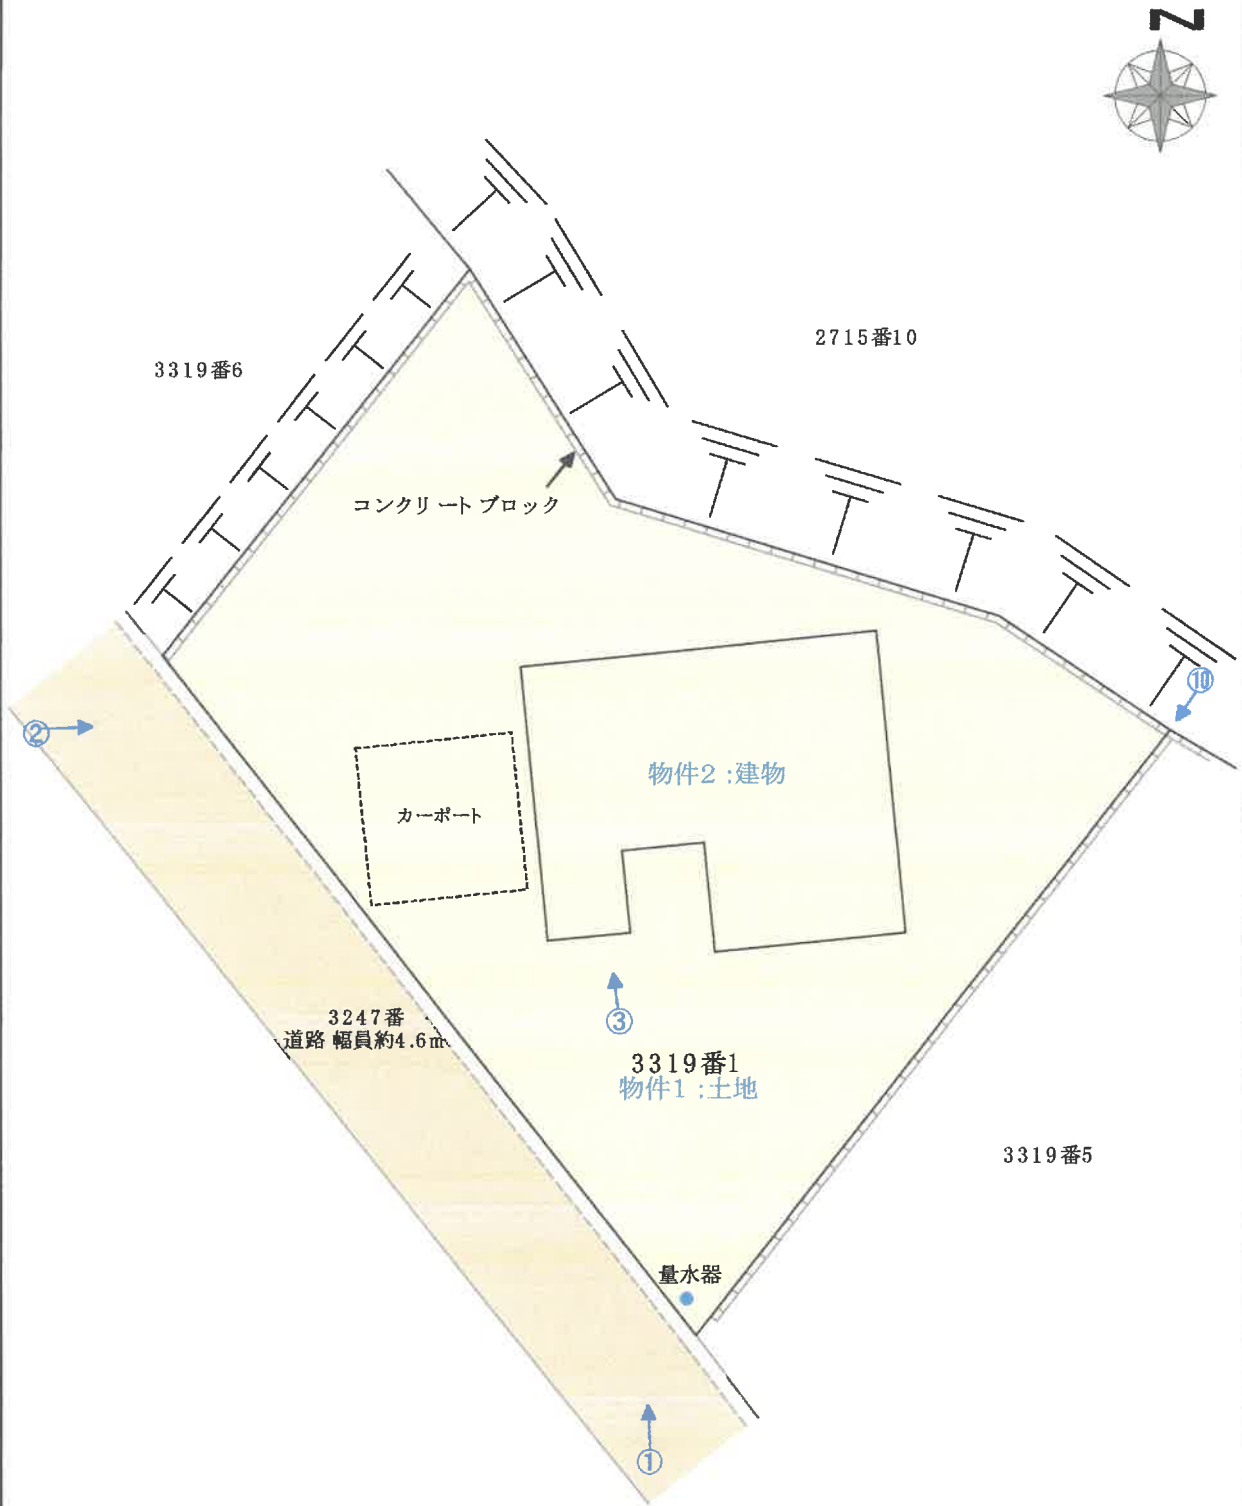 N
2715番10
3319番6
コンクリートブロック
⑩
②
物件2:建物
カーポート
3247番
道路 幅員約4.6m
③
3319番1
物件1:土地
3319番5
量水器
①